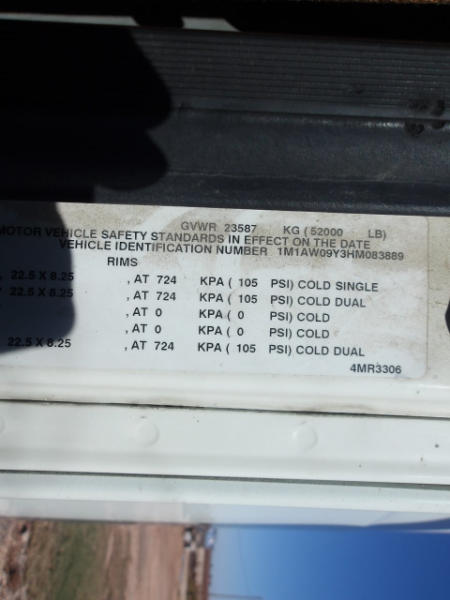 GVWR 23587 KG ( 52000 LB)
MOTOR VEHICLE SAFETY STANDARDS IN EFFECT ON THE DATE
VEHICLE IDENTIFICATION NUMBER 1M1AW09Y3HM083889
RIMS
22.5 X 8.25 , AT 724 KPA ( 105 PSI) COLD SINGLE
22.5 X 8.25 , AT 724 KPA ( 105 PSI) COLD DUAL
, AT 0 KPA ( 0 PSI) COLD
, AT 0 KPA ( 0 PSI) COLD
22.5 X 8.25 , AT 724 KPA ( 105 PSI) COLD DUAL
4MR3306